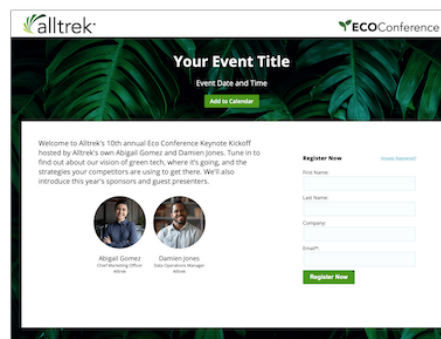 alltrek
ECOConference
Your Event Title
Event Date and Time
Add to Calendar
Welcome to Alltrek's 10th annual Eco Conference Keynote Kickoff
hosted by Alltrek's own Abigail Gomez and Damien Jones. Tune in to
find out about our vision of green-tech, where it's going, and the
strategies your competitors are using to get there. We'll also
introduce this year's sponsors and guest presenters.
Abigail Gomez
Chief Marketing Officer
Alltrek
Damien Jones
Data Operations Manager
Alltrek
Register Now
Already Registered?
First Name:
Last Name:
Company:
Email*:
Register Now